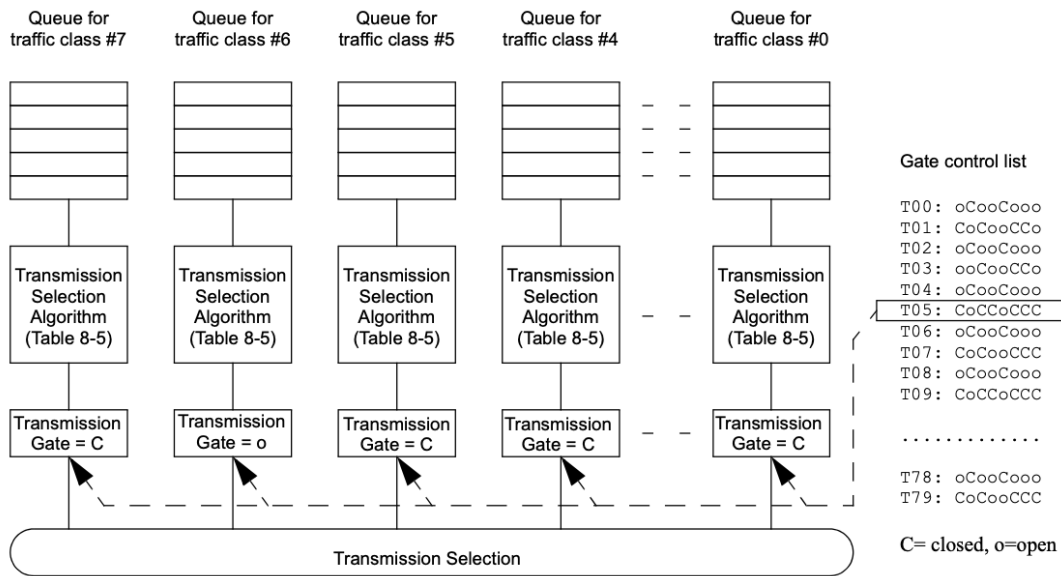 Queue for
traffic class #7
Queue for
traffic class #6
Queue for
traffic class #5
Queue for
traffic class #4
Queue for
traffic class #0
Transmission
Selection
Algorithm
(Table 8-5)
Transmission
Selection
Algorithm
(Table 8-5)
Transmission
Selection
Algorithm
(Table 8-5)
Transmission
Selection
Algorithm
(Table 8-5)
Transmission
Selection
Algorithm
(Table 8-5)
Transmission
Gate = C
Transmission
Gate = o
Transmission
Gate = C
Transmission
Gate = C
Transmission
Gate = C
Transmission Selection
Gate control list
T00: oCooCooo
T01: CoCooCCo
T02: oCooCooo
T03: ooCooCCo
T04: oCooCooo
T05: CoCCoCCC
T06: oCooCooo
T07: CoCooCCC
T08: oCooCooo
T09: CoCCoCCC
.............
T78: oCooCooo
T79: CoCooCCC
C= closed, o=open